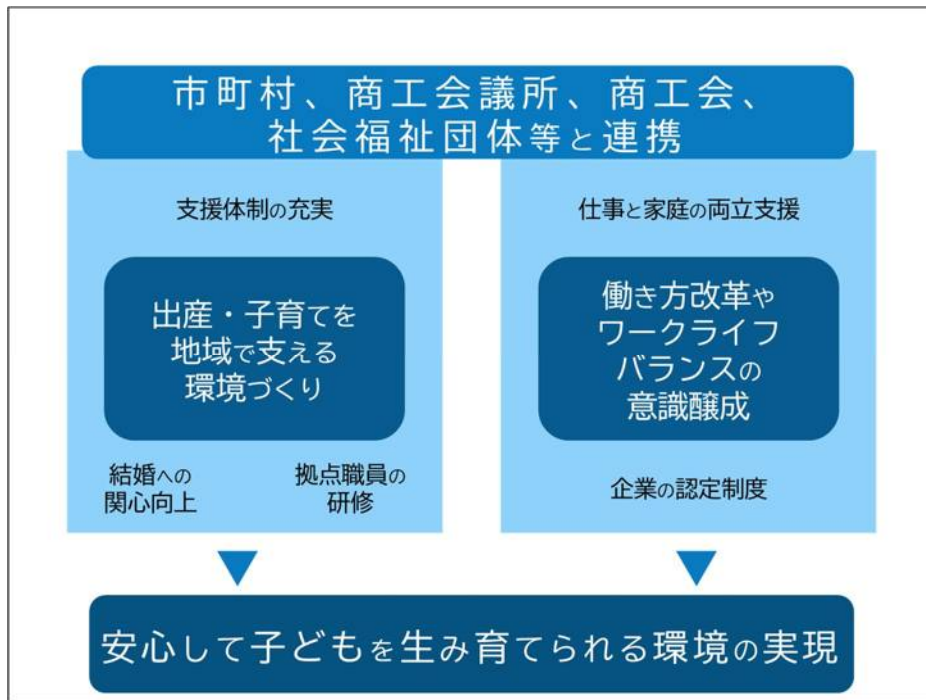 市町村、商工会議所、商工会、
社会福祉団体等と連携
支援体制の充実
出産・子育てを
地域で支える
環境づくり
結婚への
関心向上
拠点職員の
研修
仕事と家庭の両立支援
働き方改革や
ワークライフ
バランスの
意識醸成
企業の認定制度
安心して子どもを生み育てられる環境の実現